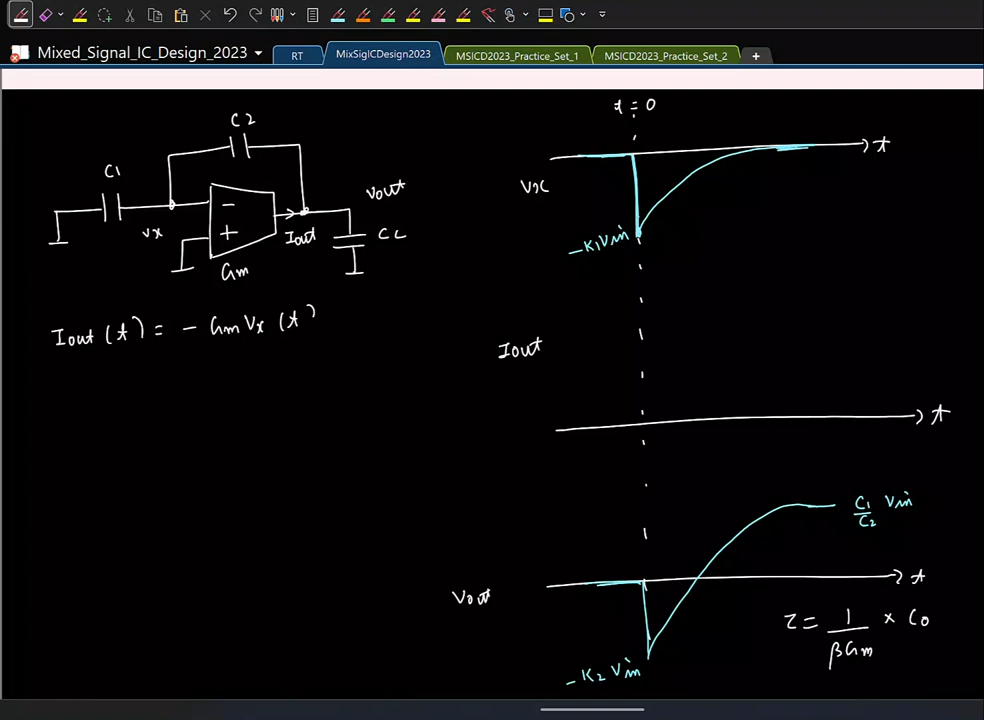 Mixed_Signal_IC_Design_2023
RT
MixSigICDesign2023
MSICD2023_Practice_Set_1
MSICD2023_Practice_Set_2
C2
C1
Vx
−
+
Gm
Iout
Vout
CL
Iout (t) = - Gm Vx (t)
t = 0
t
Vx
-K1Vin
Iout
t
C1/C2 Vin
t
Vout
τ = 1/βGm × C0
-K2 Vin